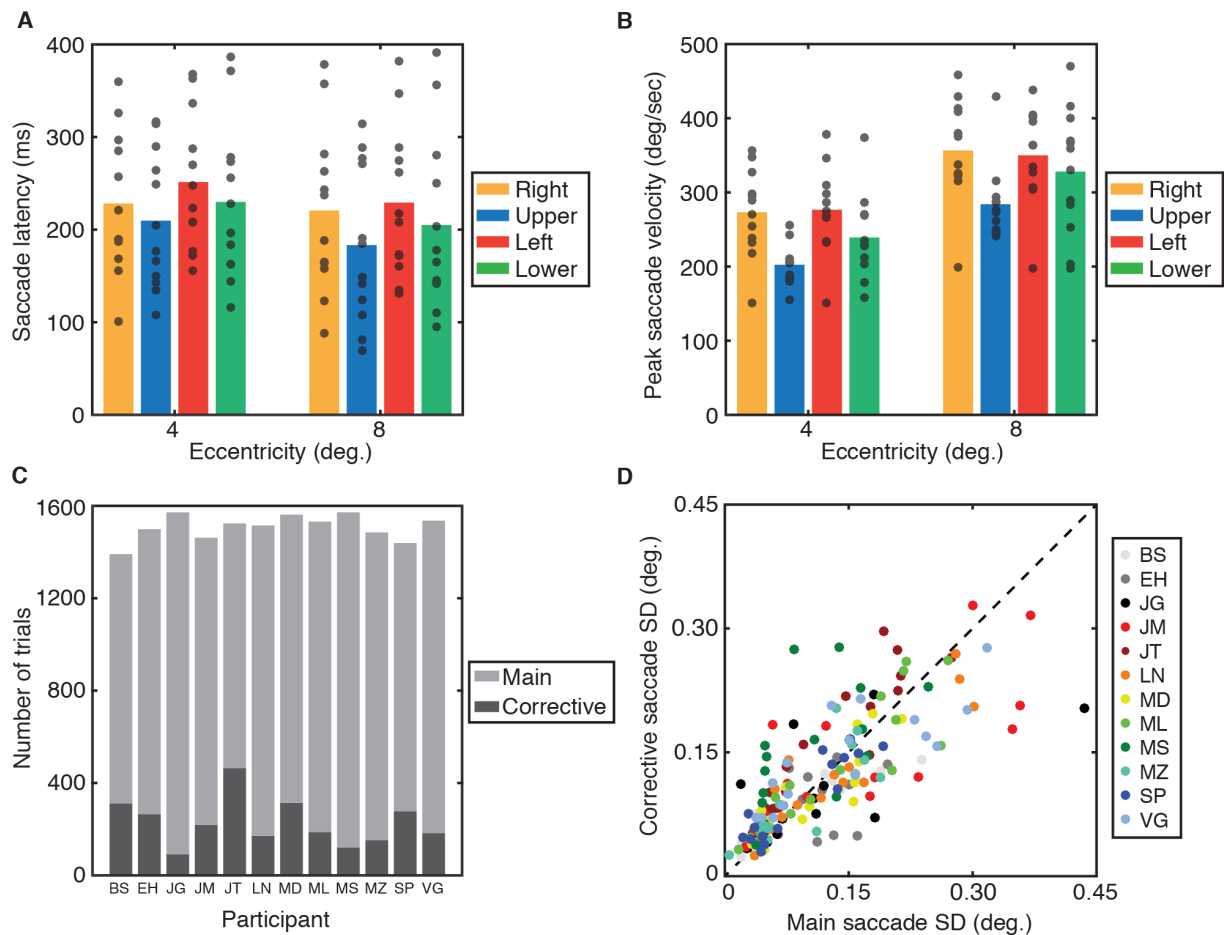 A
Saccade latency (ms)
400
300
200
100
0
4
8
Eccentricity (deg.)
Right
Upper
Left
Lower
B
Peak saccade velocity (deg/sec)
500
400
300
200
100
0
4
8
Eccentricity (deg.)
Right
Upper
Left
Lower
C
Number of trials
1600
1200
800
400
0
BS EH JG JM JT LN MD ML MS MZ SP VG
Participant
Main
Corrective
D
Corrective saccade SD (deg.)
0.45
0.30
0.15
0
0 0.15 0.30 0.45
Main saccade SD (deg.)
BS
EH
JG
JM
JT
LN
MD
ML
MS
MZ
SP
VG